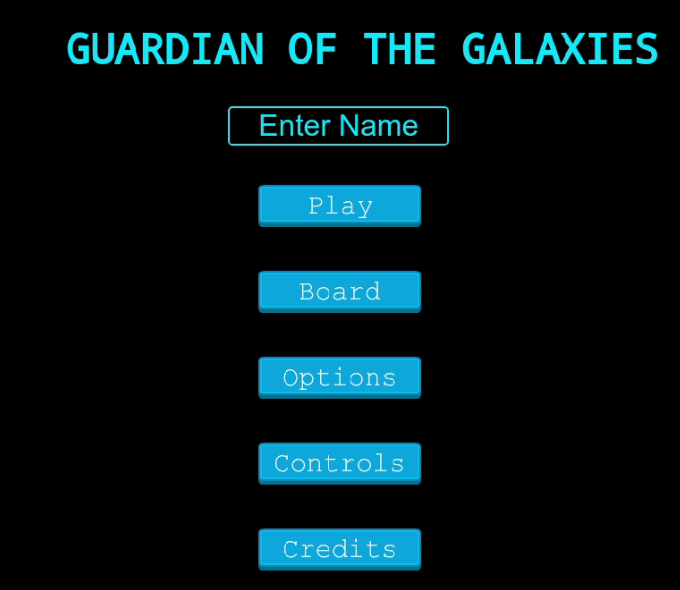 GUARDIAN OF THE GALAXIES
Enter Name
Play
Board
Options
Controls
Credits